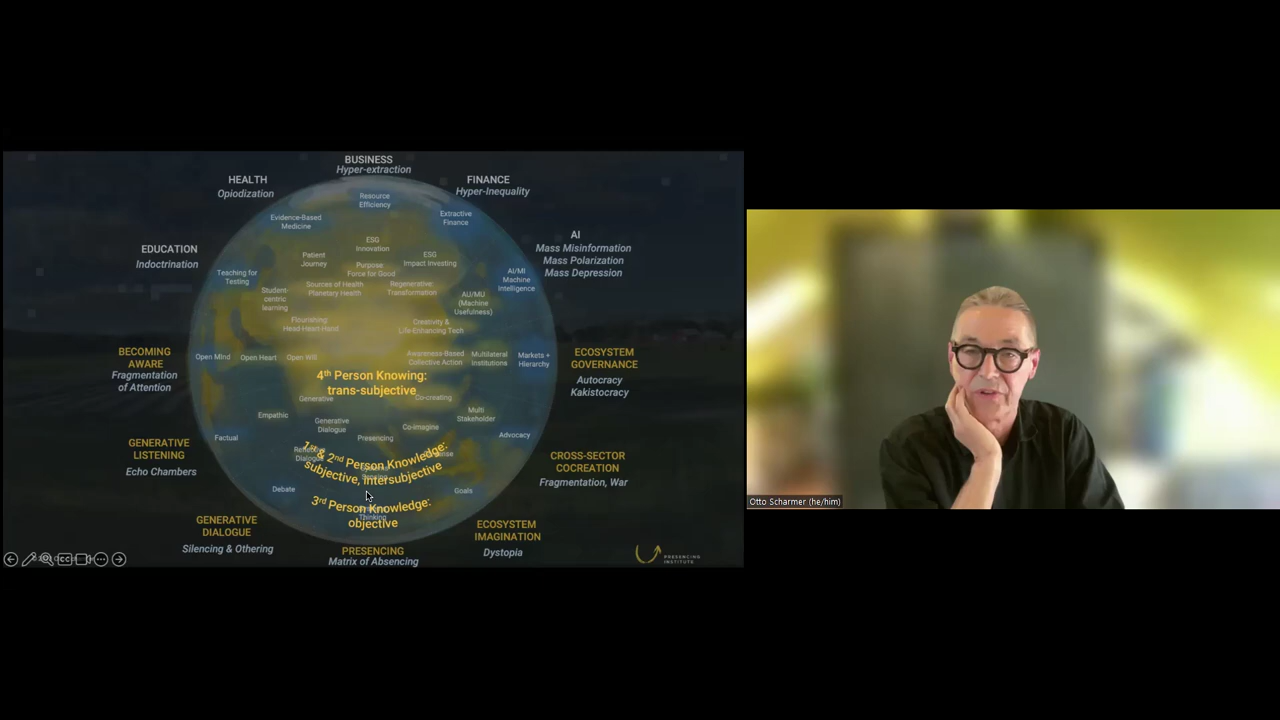 BUSINESS
Hyper-extraction
HEALTH
Opiodization
FINANCE
Hyper-Inequality
Resource
Efficiency
Evidence-Based
Medicine
Extractive
Finance
AI
Mass Misinformation
Mass Polarization
Mass Depression
EDUCATION
Indoctrination
ESG
Innovation
Patient
Journey
ESG
Impact Investing
Purpose
Force for Good
Teaching for
Testing
AI/MI
Machine
Intelligence
Sources of Health
Planetary Health
Regenerative:
Transformation
Student-
centric
learning
AU/MU
(Machine
Usefulness)
Flourishing:
Head-Heart-Hand
Creativity &
Life-Enhancing Tech
BECOMING
AWARE
Fragmentation
of Attention
Open Mind
Open Heart
Open Will
Awareness-Based
Collective Action
Multilateral
Institutions
Markets +
Hierarchy
ECOSYSTEM
GOVERNANCE
Autocracy
Kakistocracy
4th Person Knowing:
trans-subjective
Generative
Co-creating
Empathic
Generative
Dialogue
Co-imagine
Multi
Stakeholder
Factual
Presencing
Advocacy
GENERATIVE
LISTENING
Echo Chambers
1st & 2nd Person Knowledge:
subjective, intersubjective
Dialogue
CROSS-SECTOR
COCREATION
Fragmentation, War
Debate
Goals
3rd Person Knowledge:
objective
Thinking
GENERATIVE
DIALOGUE
Silencing & Othering
ECOSYSTEM
IMAGINATION
Dystopia
PRESENCING
Matrix of Absencing
PRESENCING
INSTITUTE
Otto Scharmer (he/him)